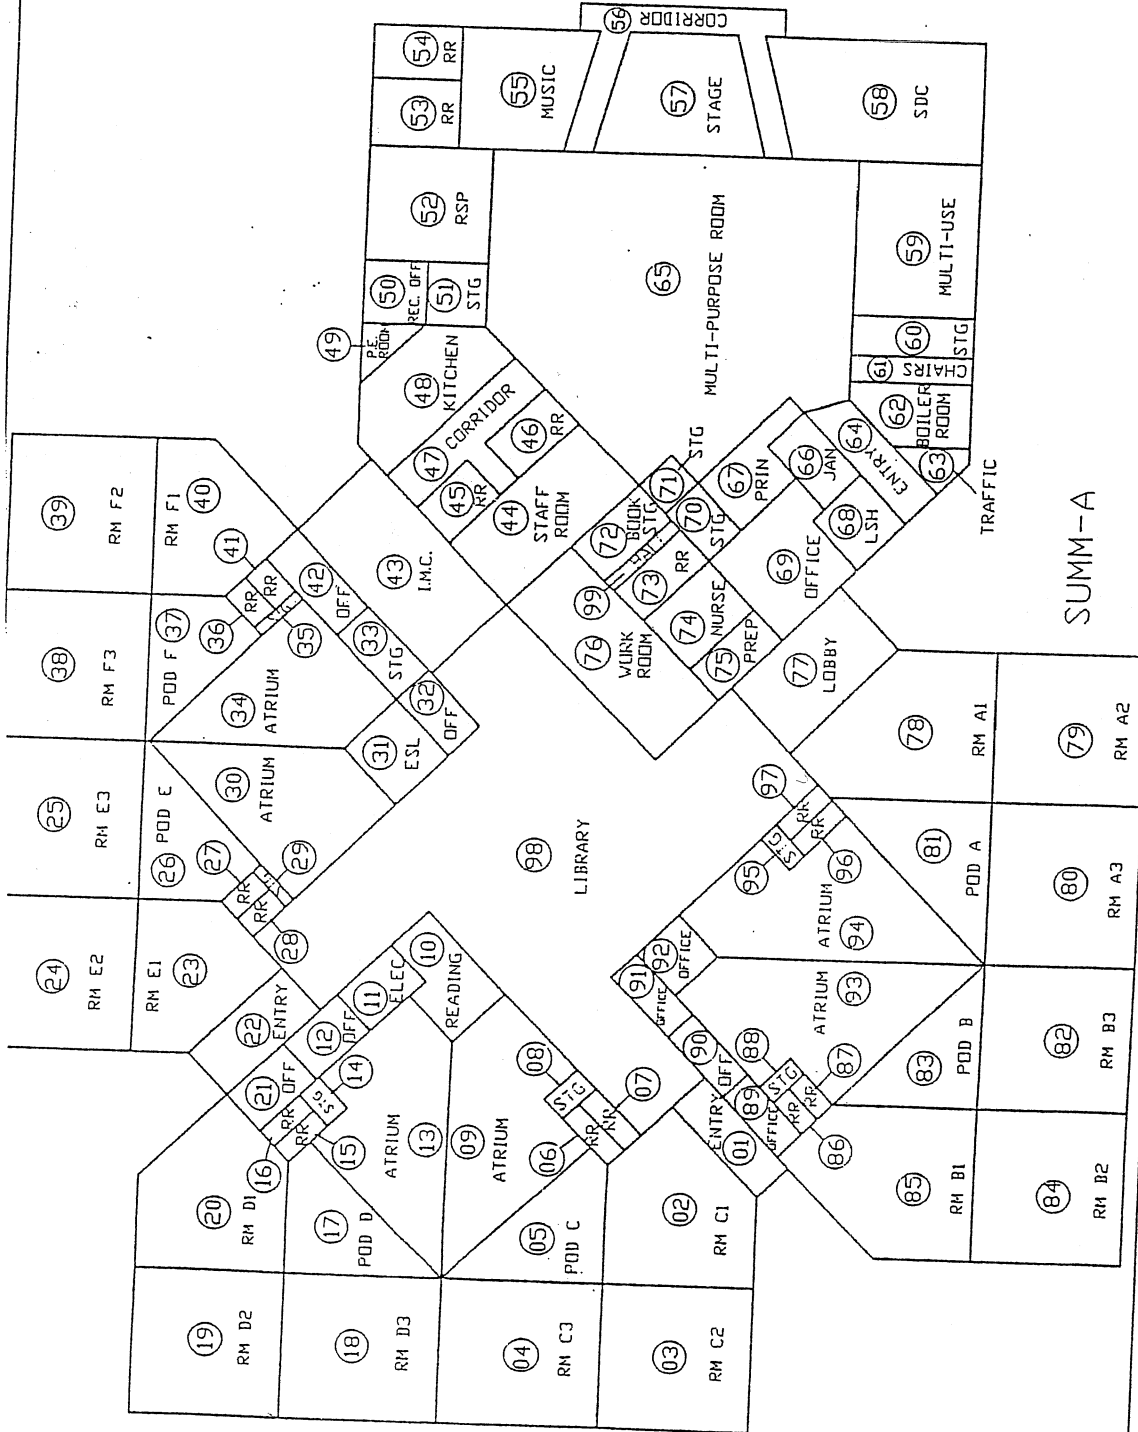 56
CORRIDOR
54
RR
53
RR
55
MUSIC
57
STAGE
58
SDC
52
RSP
50
REC. OFF
51
STG
49
P.E.
ROOM
48
KITCHEN
47
CORRIDOR
46
RR
45
RR
44
STAFF
ROOM
65
MULTI-PURPOSE ROOM
59
MULTI-USE
60
STG
61
CHAIRS
62
BOILER
ROOM
63
TRAFFIC
64
ENTRY
66
JAN
67
PRIN
68
LSH
69
OFFICE
70
STG
71
STG
72
BOOK
STG
99
73
RR
74
NURSE
75
PREP
76
WORK
ROOM
77
LOBBY
39
RM F2
40
RM F1
41
RR
36
RR
35
42
OFF
43
I.M.C.
33
STG
32
OFF
31
ESL
38
RM F3
37
POD F
34
ATRIUM
30
ATRIUM
25
RM E3
26
POD E
27
RR
28
RR
29
24
RM E2
23
RM E1
22
ENTRY
21
OFF
12
OFF
11
ELEC
10
READING
14
STG
15
RR
16
RR
13
ATRIUM
09
ATRIUM
08
STG
07
RR
06
RR
20
RM D1
17
POD D
19
RM D2
18
RM D3
05
POD C
04
RM C3
02
RM C1
03
RM C2
01
ENTRY
98
LIBRARY
97
RR
96
RR
95
STG
94
ATRIUM
93
ATRIUM
92
OFFICE
91
OFFICE
90
OFF
89
OFFICE
88
STG
87
RR
86
RR
78
RM A1
79
RM A2
81
POD A
80
RM A3
83
POD B
82
RM B3
85
RM B1
84
RM B2
SUMM-A